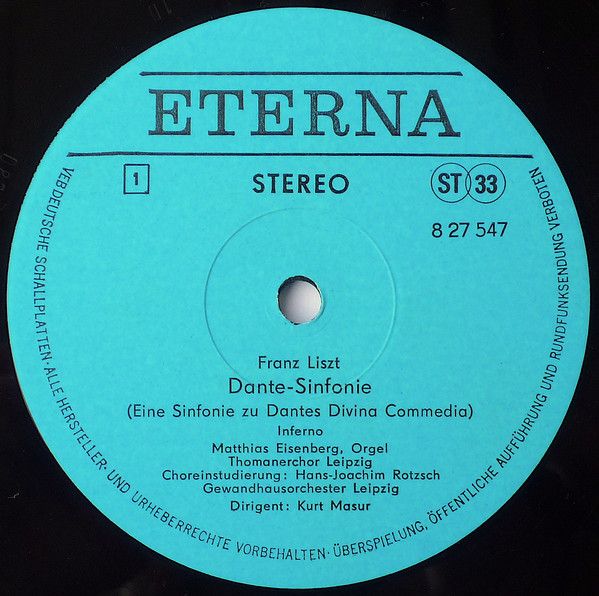 ETERNA
1
STEREO
ST 33
8 27 547
Franz Liszt
Dante-Sinfonie
(Eine Sinfonie zu Dantes Divina Commedia)
Inferno
Matthias Eisenberg, Orgel
Thomanerchor Leipzig
Choreinstudierung: Hans-Joachim Rotzsch
Gewandhausorchester Leipzig
Dirigent: Kurt Masur
VEB DEUTSCHE SCHALLPLATTEN · ALLE HERSTELLER- UND URHEBERRECHTE VORBEHALTEN · ÜBERSPIELUNG, ÖFFENTLICHE AUFFÜHRUNG UND RUNDFUNKSENDUNG VERBOTEN